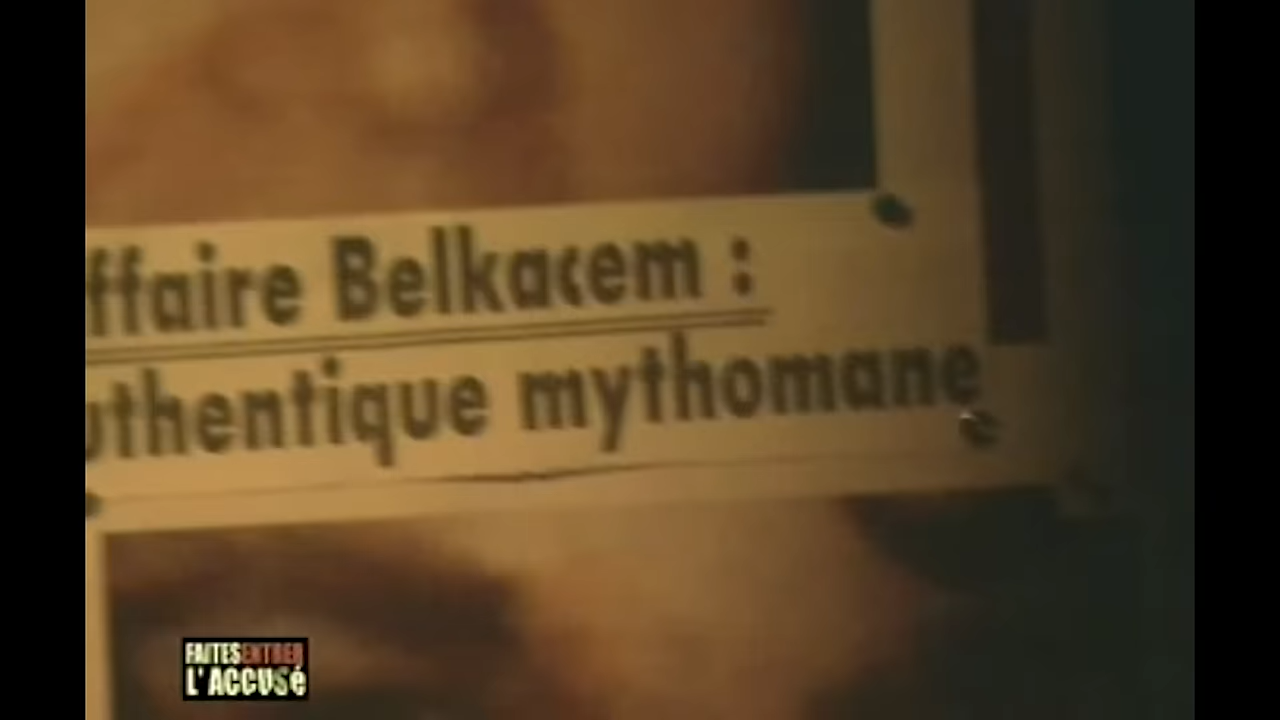 ffaire Belkacem :
uthentique mythomane
FAITES ENTRER
L'ACCUSÉ